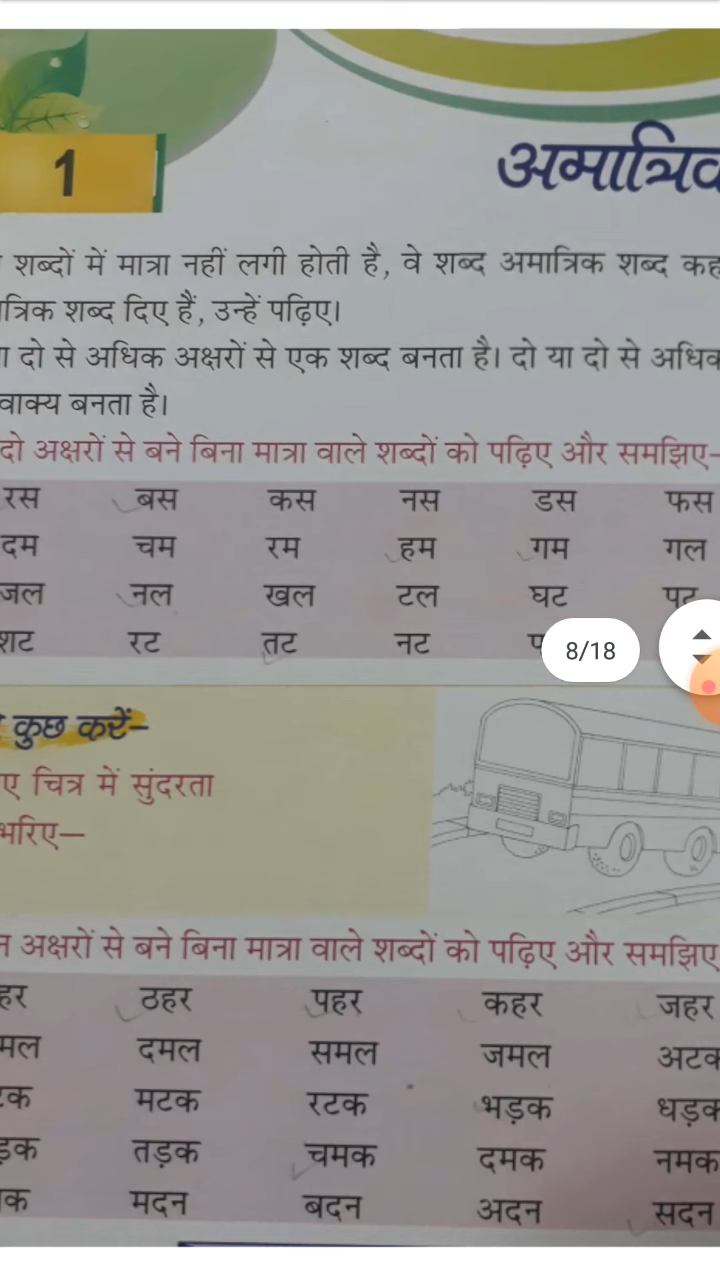 1
शब्दों में मात्रा नहीं लगी होती है, वे शब्द अमात्रिक शब्द
शब्द दिए हैं, उन्हें पढ़िए।
दो से अधिक अक्षरों से एक शब्द बनता है। दो या दो से
वाक्य बनता है।
दो अक्षरों से बने बिना मात्रा वाले शब्दों को पढ़िए और समझिए–
रस बस कस नस डस फस
दम चम रम हम गम गल
जल नल खल टल घट पट
शट रट तट नट
8/18
कुछ करें–
चित्र में सुंदरता
भरिए–
अक्षरों से बने बिना मात्रा वाले शब्दों को पढ़िए और समझिए
ठहर पहर कहर जहर
दमल समल जमल
मटक रटक भड़क
तड़क चमक दमक नमक
मदन बदन अदन सदन